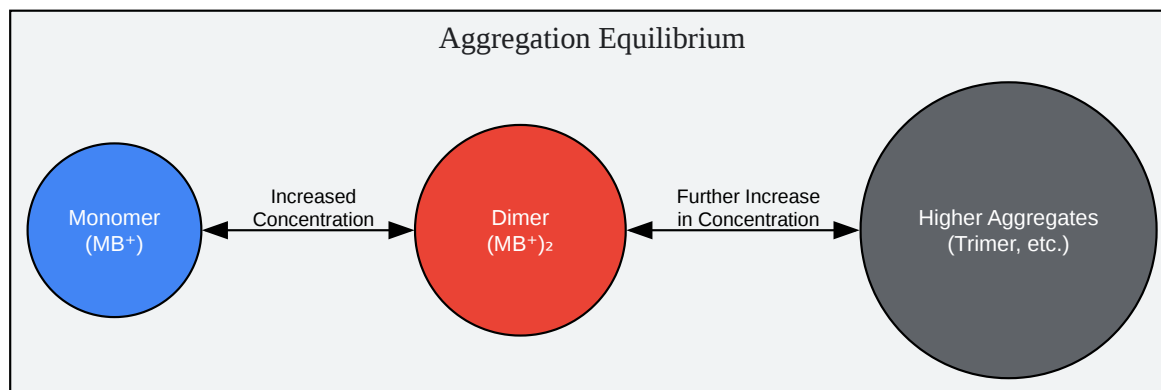 Aggregation Equilibrium
Monomer
(MB⁺)
Increased
Concentration
Dimer
(MB⁺)₂
Further Increase
in Concentration
Higher Aggregates
(Trimer, etc.)